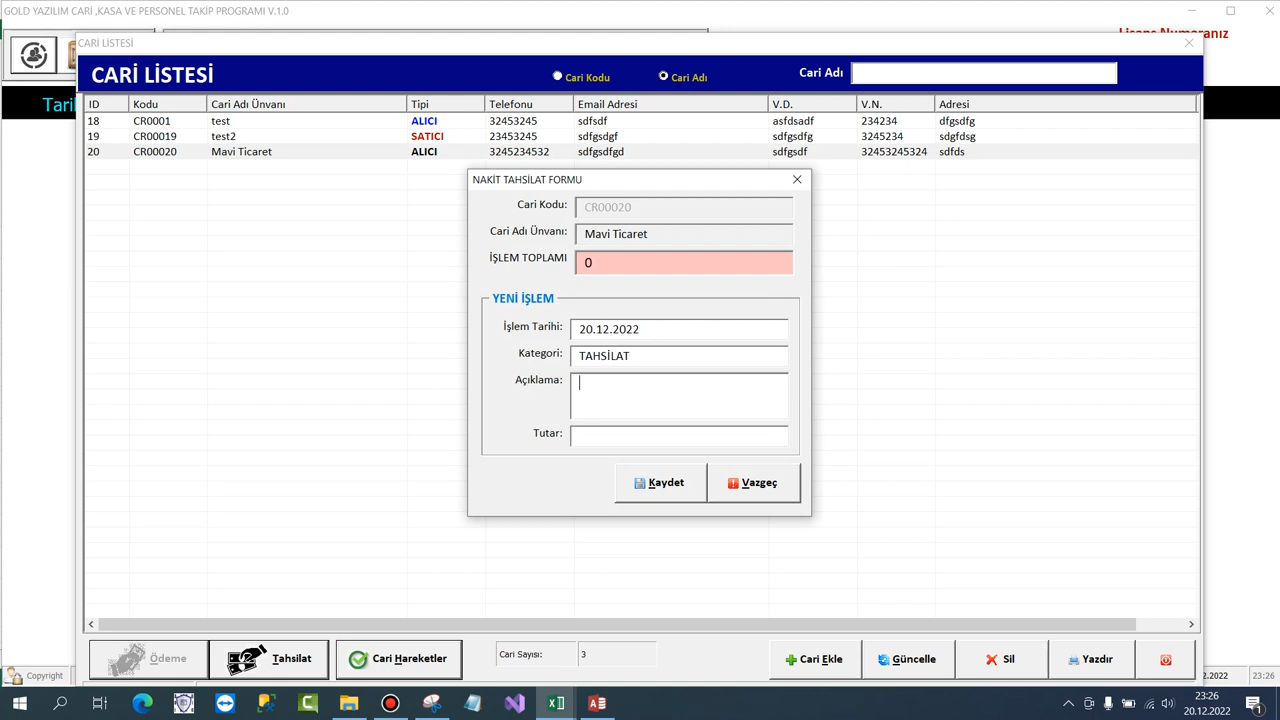 GOLD YAZILIM CARİ ,KASA VE PERSONEL TAKİP PROGRAMI V.1.0
Lisans Numaranız
CARİ LİSTESİ
CARİ LİSTESİ
Cari Kodu
Cari Adı
Cari Adı
Tari
ID Kodu Cari Adı Ünvanı Tipi Telefonu Email Adresi V.D. V.N. Adresi
18 CR0001 test ALICI 32453245 sdfsdf asfdsadf 234234 dfgsdfg
19 CR00019 test2 SATICI 23453245 sdfgsdgf sdfgsdfg 3245234 sdgfdsg
20 CR00020 Mavi Ticaret ALICI 3245234532 sdfgsdfgd sdfgsdf 32453245324 sdfds
NAKİT TAHSİLAT FORMU
Cari Kodu: CR00020
Cari Adı Ünvanı: Mavi Ticaret
İŞLEM TOPLAMI 0
YENİ İŞLEM
İşlem Tarihi: 20.12.2022
Kategori: TAHSİLAT
Açıklama:
Tutar:
Kaydet
Vazgeç
Ödeme
Tahsilat
Cari Hareketler
Cari Sayısı: 3
Cari Ekle
Güncelle
Sil
Yazdır
Copyright
2.2022
23:26
23:26
20.12.2022
1